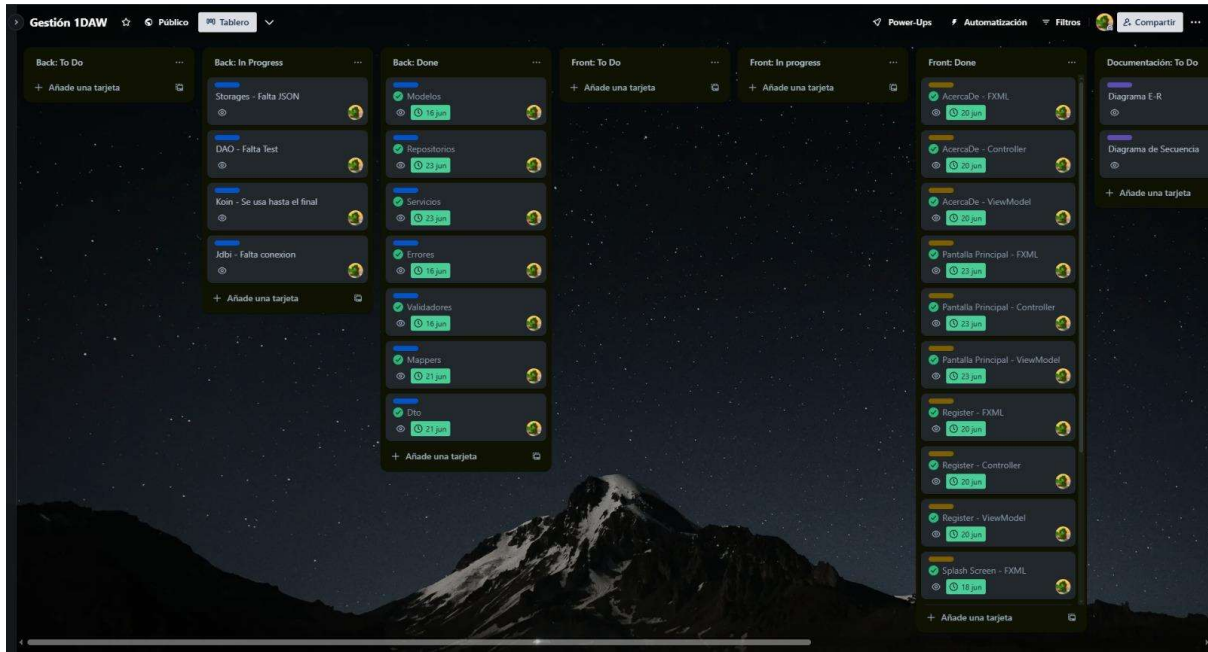 Gestión 1DAW
Público
Tablero
Power-Ups
Automatización
Filtros
Compartir
Back: To Do
Añade una tarjeta
Back: In Progress
Storages - Falta JSON
DAO - Falta Test
Koin - Se usa hasta el final
Jdbi - Falta conexion
Añade una tarjeta
Back: Done
Modelos
16 jun
Repositorios
23 jun
Servicios
23 jun
Errores
16 jun
Validadores
16 jun
Mappers
21 jun
Dto
21 jun
Añade una tarjeta
Front: To Do
Añade una tarjeta
Front: In progress
Añade una tarjeta
Front: Done
AcercaDe - FXML
20 jun
AcercaDe - Controller
20 jun
AcercaDe - ViewModel
20 jun
Pantalla Principal - FXML
23 jun
Pantalla Principal - Controller
23 jun
Pantalla Principal - ViewModel
23 jun
Register - FXML
20 jun
Register - Controller
20 jun
Register - ViewModel
20 jun
Splash Screen - FXML
18 jun
Añade una tarjeta
Documentación: To Do
Diagrama E-R
Diagrama de Secuencia
Añade una tarjeta